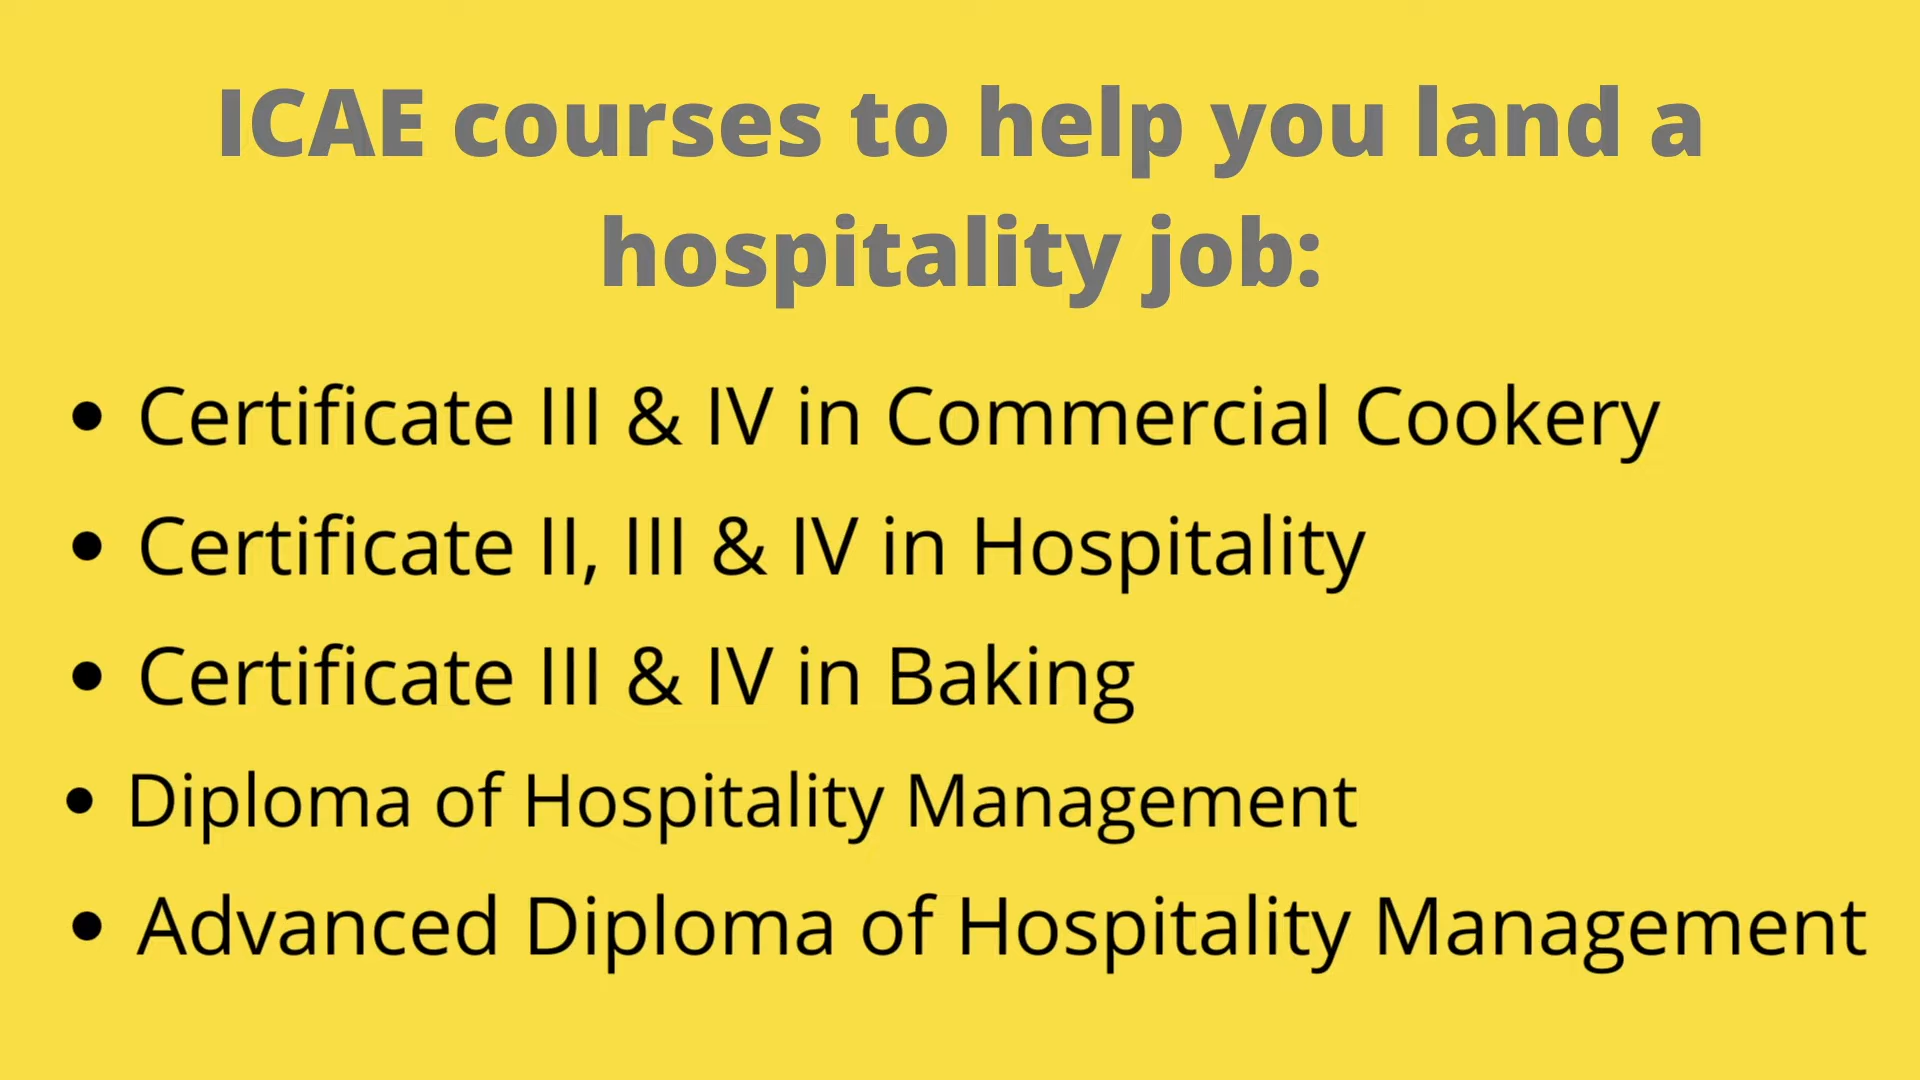 ICAE courses to help you land a
hospitality job:
• Certificate III & IV in Commercial Cookery
• Certificate II, III & IV in Hospitality
• Certificate III & IV in Baking
• Diploma of Hospitality Management
• Advanced Diploma of Hospitality Management